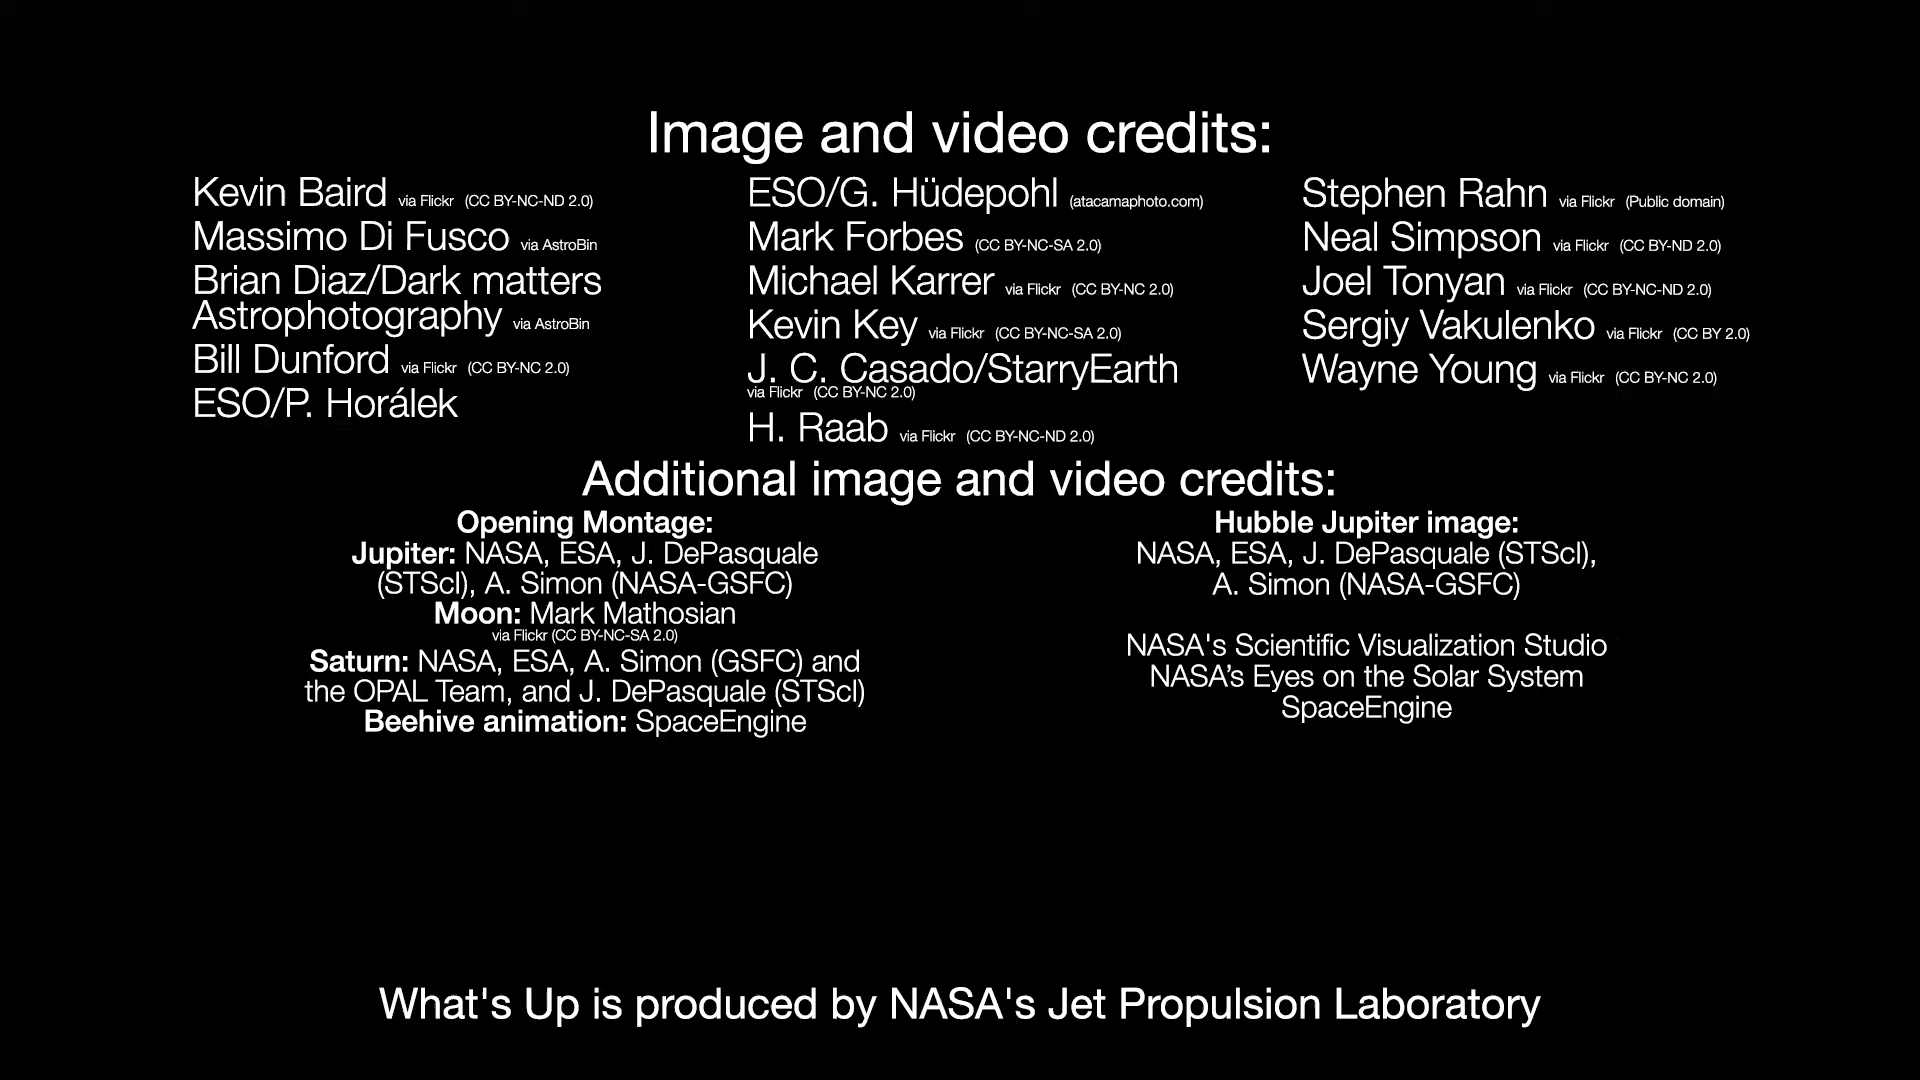 Image and video credits:
Kevin Baird via Flickr (CC BY-NC-ND 2.0)
Massimo Di Fusco via AstroBin
Brian Diaz/Dark matters
Astrophotography via AstroBin
Bill Dunford via Flickr (CC BY-NC 2.0)
ESO/P. Horálek
ESO/G. Hüdepohl (atacamaphoto.com)
Mark Forbes (CC BY-NC-SA 2.0)
Michael Karrer via Flickr (CC BY-NC 2.0)
Kevin Key via Flickr (CC BY-NC-SA 2.0)
J. C. Casado/StarryEarth
via Flickr (CC BY-NC 2.0)
H. Raab via Flickr (CC BY-NC-ND 2.0)
Stephen Rahn via Flickr (Public domain)
Neal Simpson via Flickr (CC BY-ND 2.0)
Joel Tonyan via Flickr (CC BY-NC-ND 2.0)
Sergiy Vakulenko via Flickr (CC BY 2.0)
Wayne Young via Flickr (CC BY-NC 2.0)
Additional image and video credits:
Opening Montage:
Jupiter: NASA, ESA, J. DePasquale
(STScI), A. Simon (NASA-GSFC)
Moon: Mark Mathosian
via Flickr (CC BY-NC-SA 2.0)
Saturn: NASA, ESA, A. Simon (GSFC) and
the OPAL Team, and J. DePasquale (STScI)
Beehive animation: SpaceEngine
Hubble Jupiter image:
NASA, ESA, J. DePasquale (STScI),
A. Simon (NASA-GSFC)
NASA's Scientific Visualization Studio
NASA’s Eyes on the Solar System
SpaceEngine
What's Up is produced by NASA's Jet Propulsion Laboratory